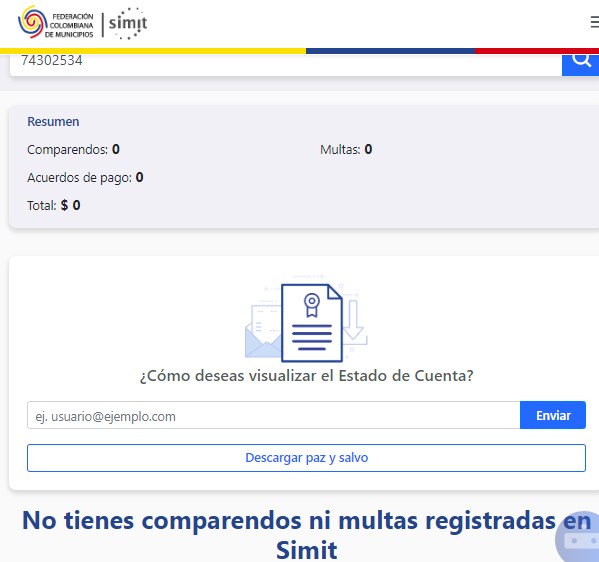 FEDERACIÓN
COLOMBIANA
DE MUNICIPIOS
simit
74302534
Resumen
Comparendos: 0
Multas: 0
Acuerdos de pago: 0
Total: $ 0
¿Cómo deseas visualizar el Estado de Cuenta?
ej. usuario@ejemplo.com
Enviar
Descargar paz y salvo
No tienes comparendos ni multas registradas en
Simit